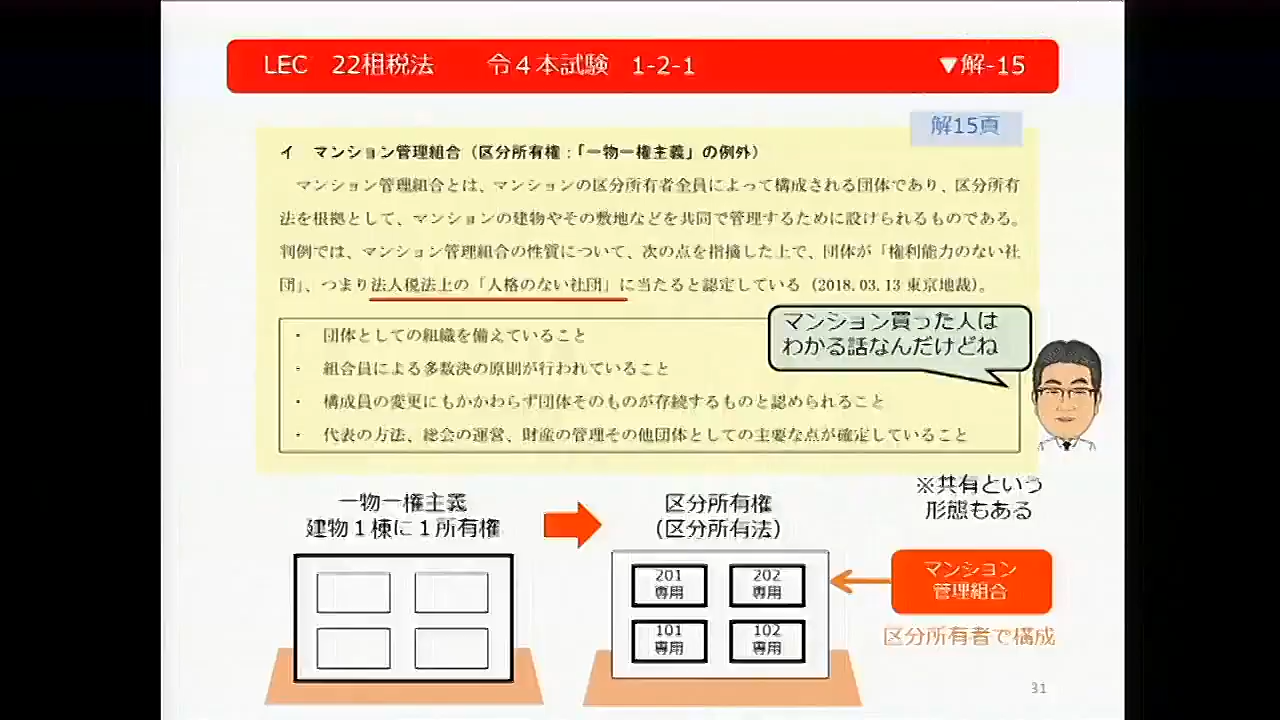 LEC 22租税法 令4本試験 1-2-1 ▼解-15
解15頁
イ マンション管理組合（区分所有権：「一物一権主義」の例外）
マンション管理組合とは、マンションの区分所有者全員によって構成される団体であり、区分所有
法を根拠として、マンションの建物やその敷地などを共同で管理するために設けられるものである。
判例では、マンション管理組合の性質について、次の点を指摘した上で、団体が「権利能力のない社
団」、つまり法人税法上の「人格のない社団」に当たると認定している（2018.03.13 東京地裁）。
マンション買った人は
わかる話なんだけどね
・ 団体としての組織を備えていること
・ 組合員による多数決の原則が行われていること
・ 構成員の変更にもかかわらず団体そのものが存続するものと認められること
・ 代表の方法、総会の運営、財産の管理その他団体としての主要な点が確定していること
一物一権主義
建物１棟に１所有権
区分所有権
（区分所有法）
※共有という
形態もある
201
専用
202
専用
101
専用
102
専用
マンション
管理組合
区分所有者で構成
31